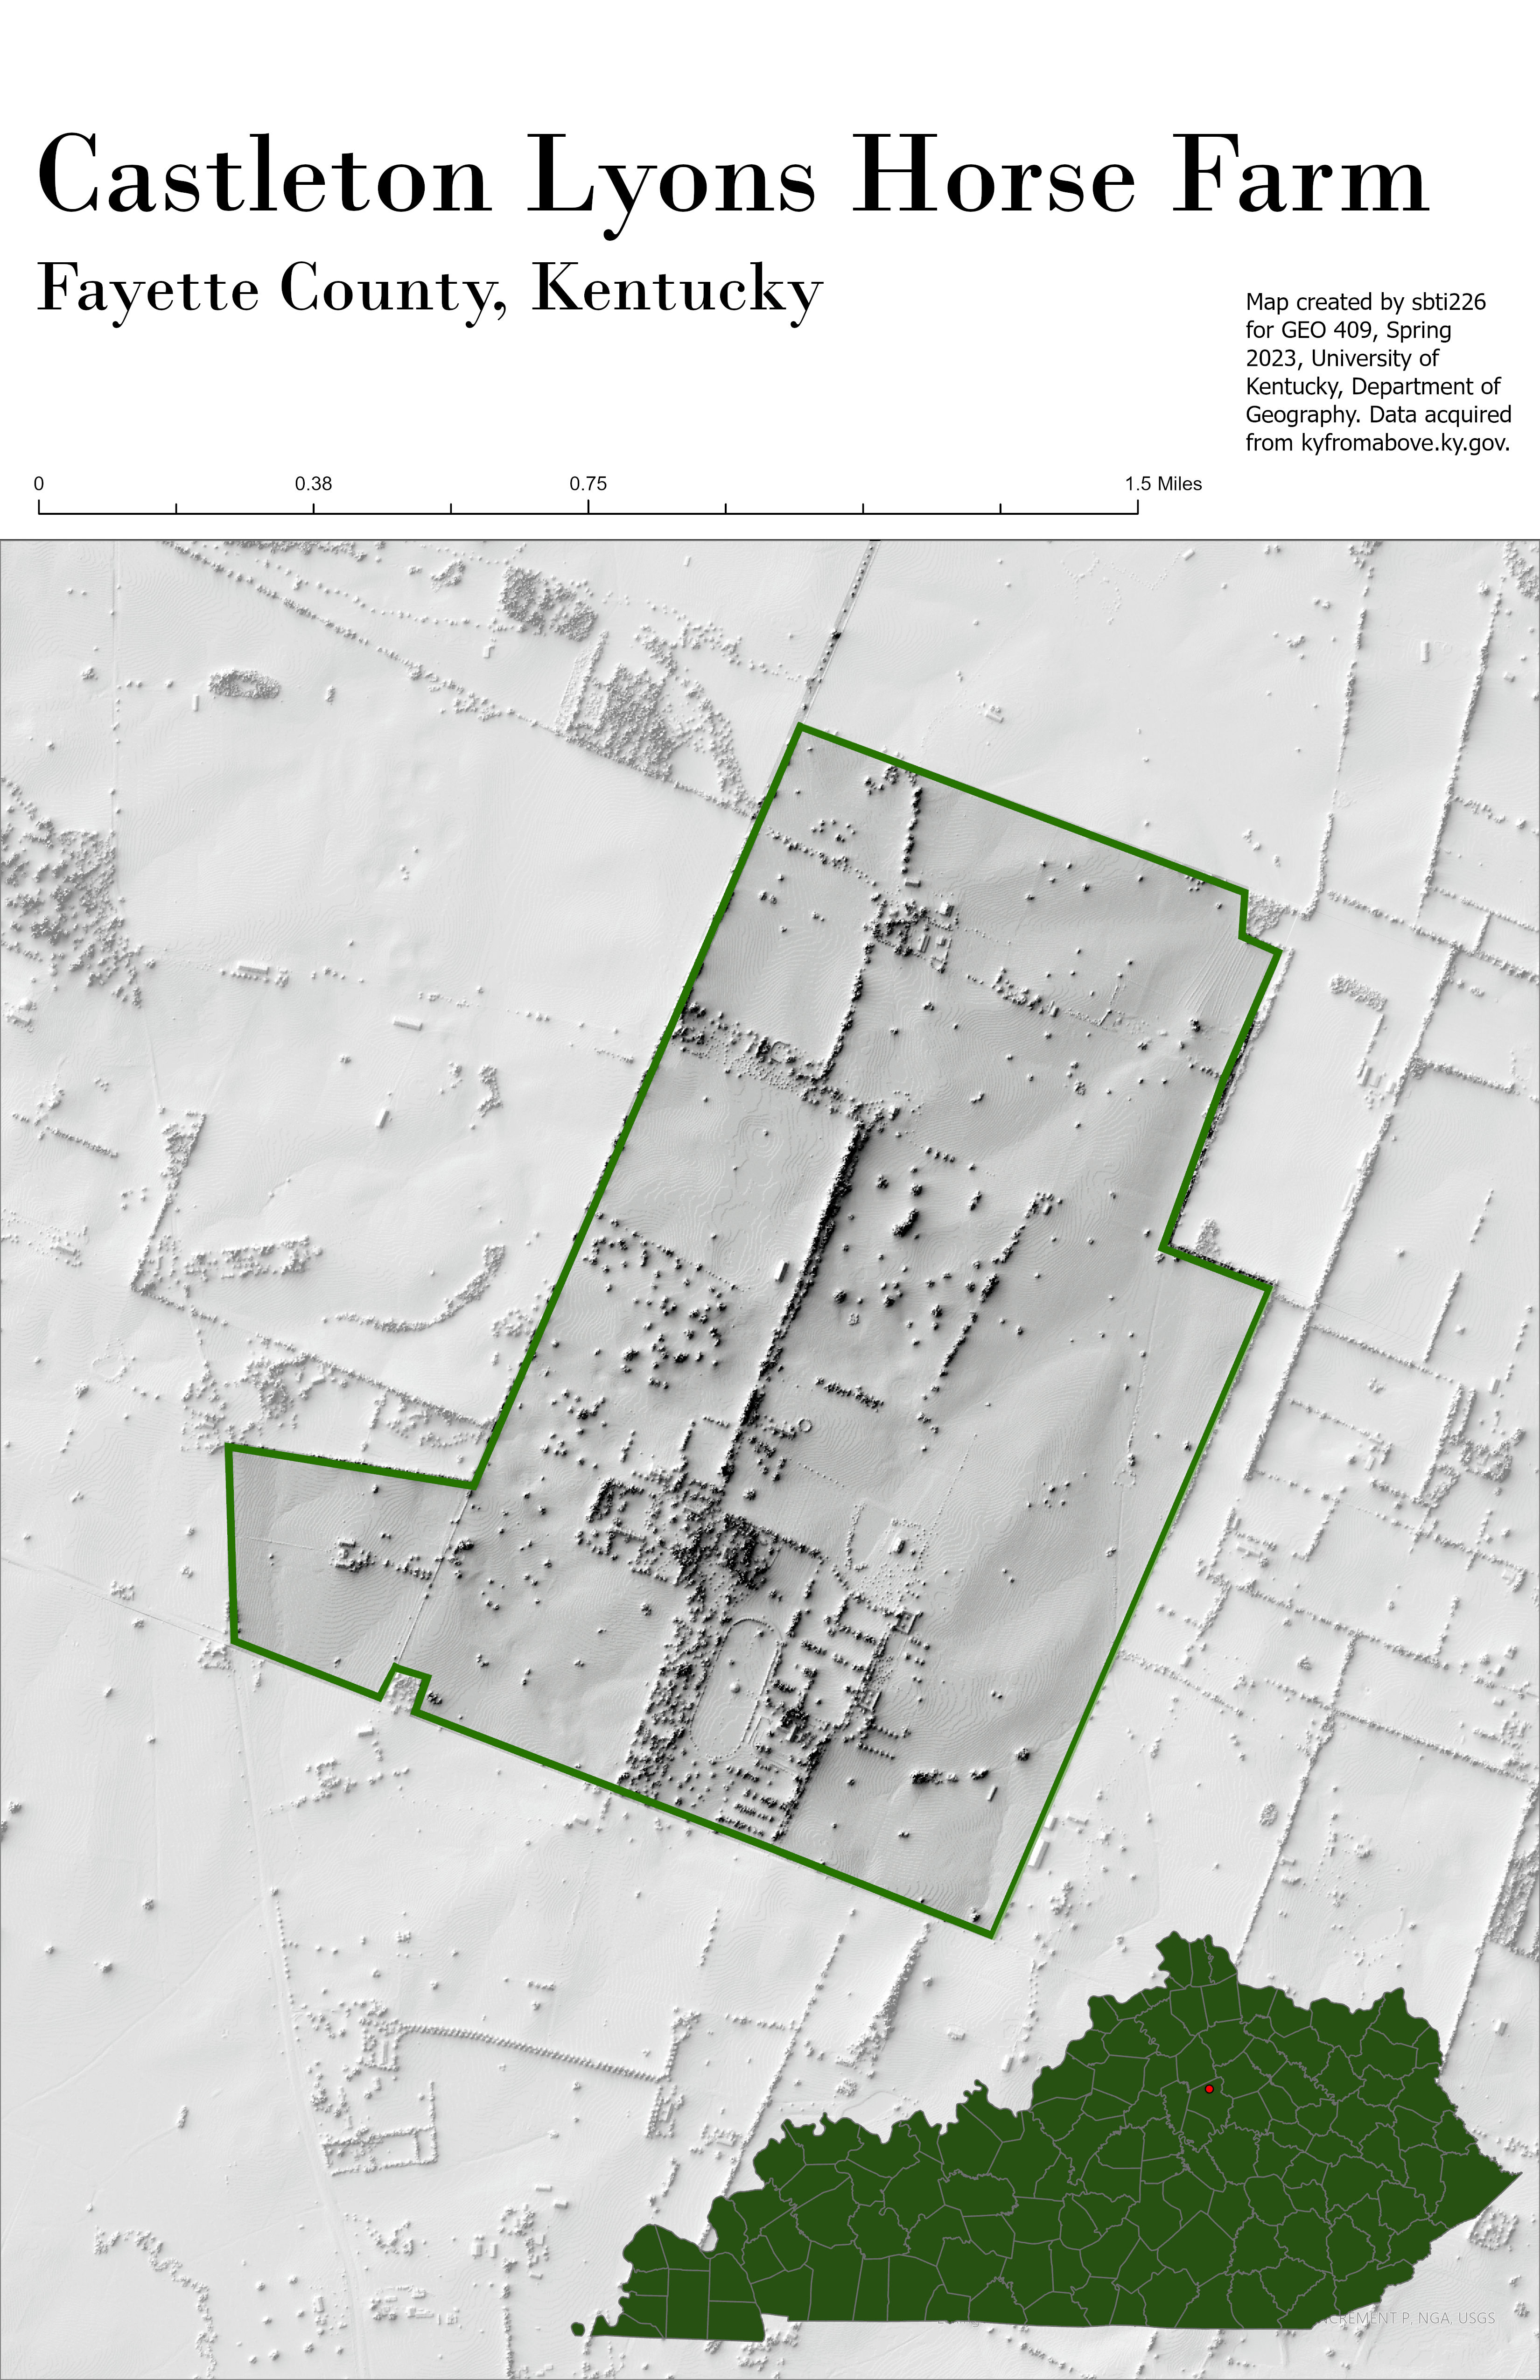 Castleton Lyons Horse Farm
Fayette County, Kentucky
Map created by sbti226
for GEO 409, Spring
2023, University of
Kentucky, Department of
Geography. Data acquired
from kyfromabove.ky.gov.
0 0.38 0.75 1.5 Miles
P, NGA, USGS